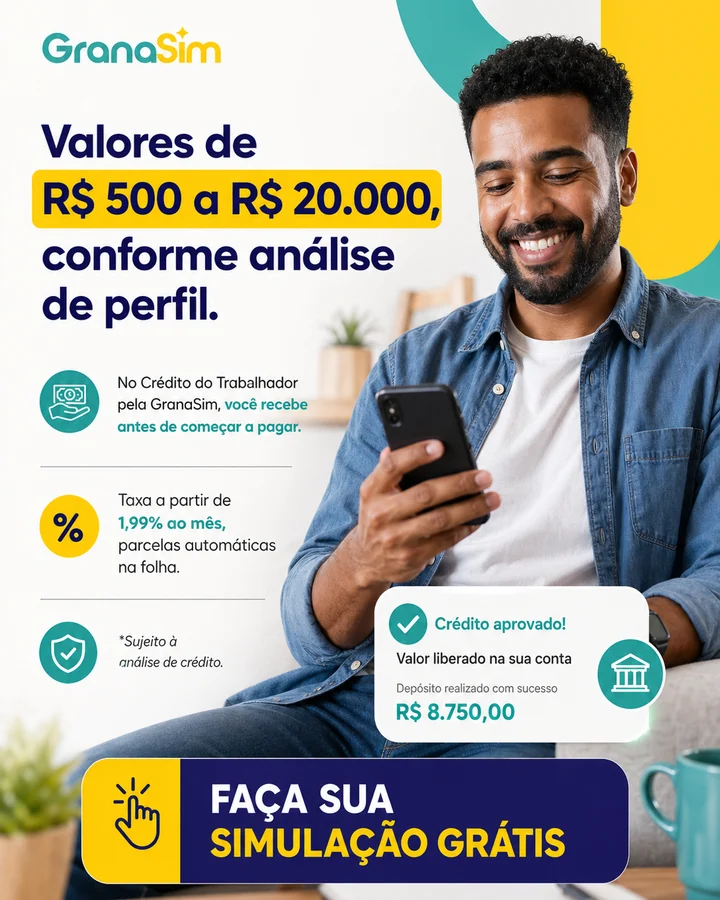 GranaSim
Valores de
R$ 500 a R$ 20.000,
conforme análise
de perfil.
No Crédito do Trabalhador
pela GranaSim, você recebe
antes de começar a pagar.
%
Taxa a partir de
1,99% ao mês,
parcelas automáticas
na folha.
*Sujeito à
análise de crédito.
Crédito aprovado!
Valor liberado na sua conta
Depósito realizado com sucesso
R$ 8.750,00
FAÇA SUA
SIMULAÇÃO GRÁTIS